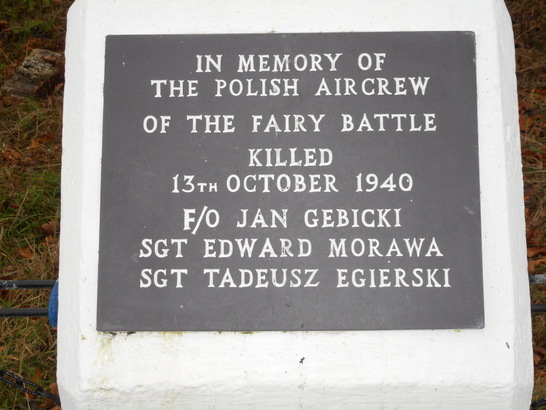 IN MEMORY OF
THE POLISH AIRCREW
OF THE FAIRY BATTLE
KILLED
13TH OCTOBER 1940
F/O JAN GEBICKI
SGT EDWARD MORAWA
SGT TADEUSZ EGIERSKI